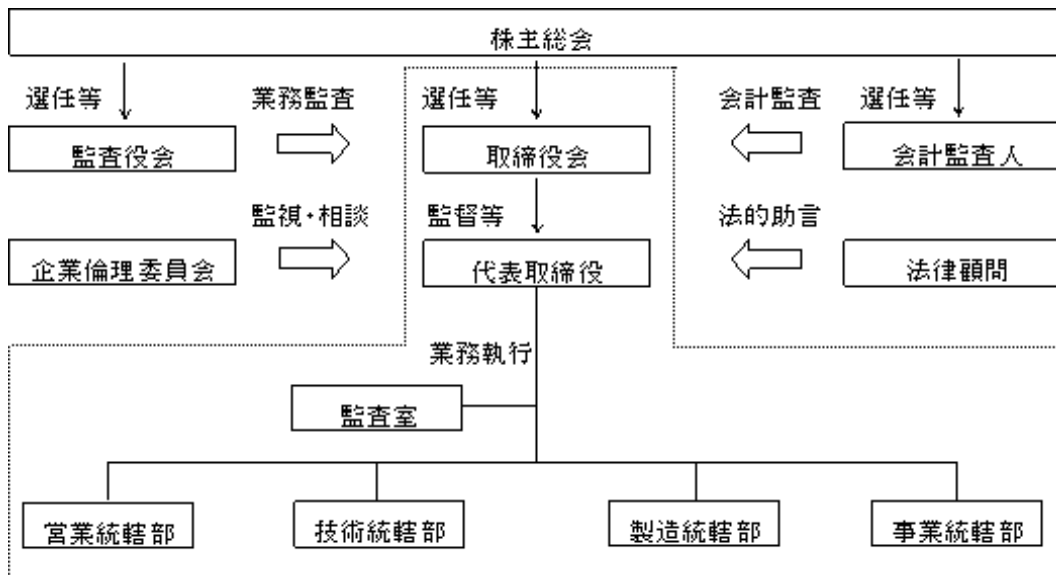 株主総会
選任等
業務監査
選任等
会計監査
選任等
監査役会
取締役会
会計監査人
監視・相談
監督等
法的助言
企業倫理委員会
代表取締役
法律顧問
業務執行
監査室
営業統轄部
技術統轄部
製造統轄部
事業統轄部